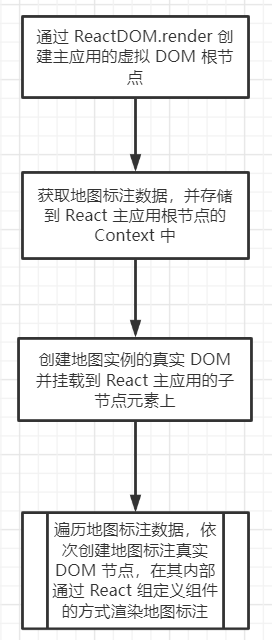 通过 ReactDOM.render 创
建主应用的虚拟 DOM 根节
点
获取地图标注数据，并存储
到 React 主应用根节点的
Context 中
创建地图实例的真实 DOM
并挂载到 React 主应用的子
节点元素上
遍历地图标注数据，依
次创建地图标注真实
DOM 节点，在其内部
通过 React 组定义组件
的方式渲染地图标注